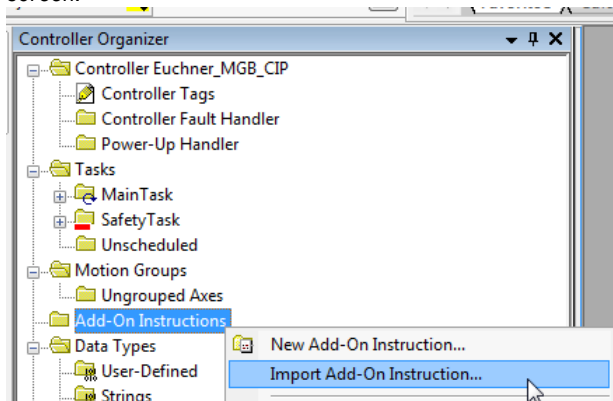 screen.
Controller Organizer
Controller Euchner_MGB_CIP
Controller Tags
Controller Fault Handler
Power-Up Handler
Tasks
MainTask
SafetyTask
Unscheduled
Motion Groups
Ungrouped Axes
Add-On Instructions
Data Types
New Add-On Instruction...
User-Defined
Import Add-On Instruction...
Strings